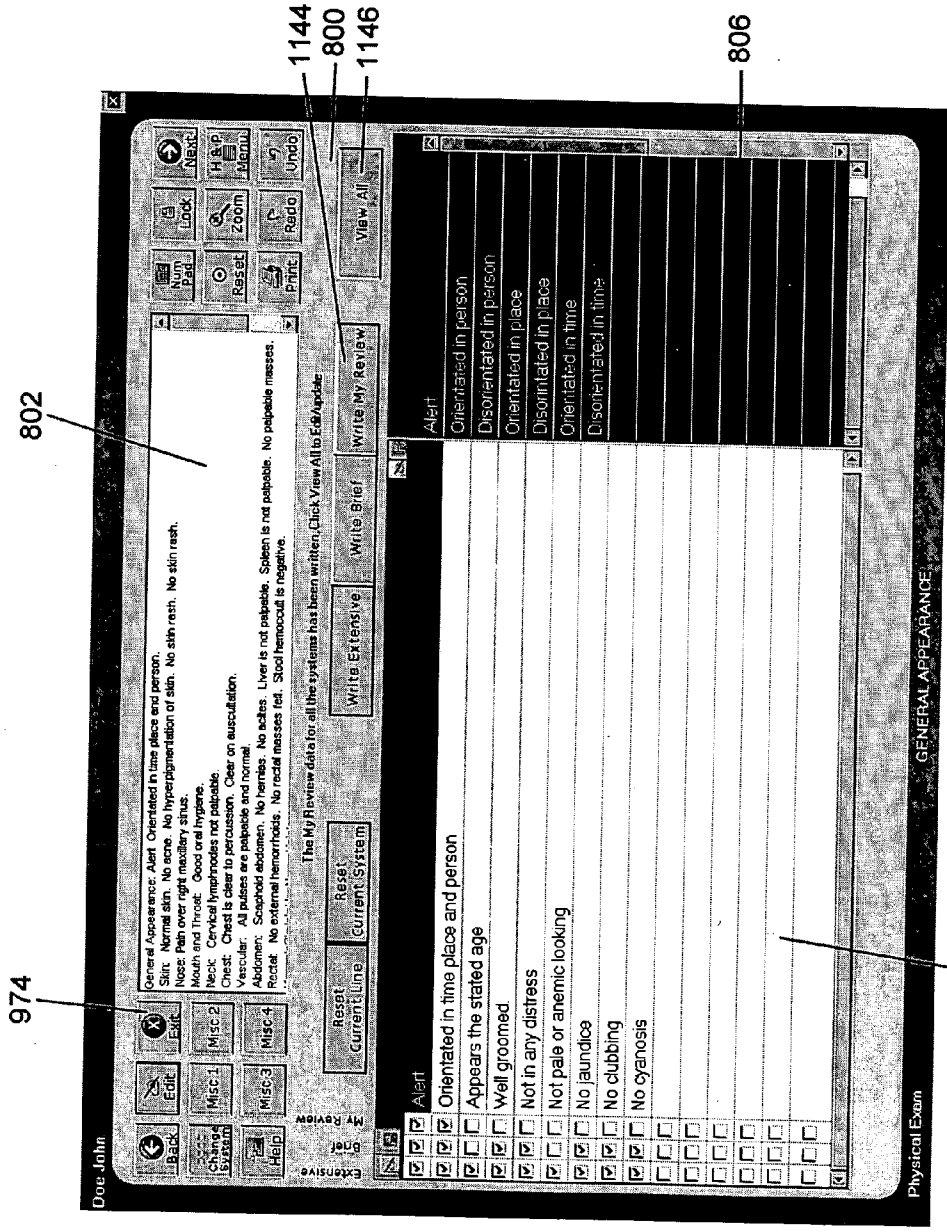 Doe John
X
Back
Edit
Exit
Change System
Misc 1
Misc 2
Help
Misc 3
Misc 4
General Appearance: Alert Orientated in time place and person.
Skin: Normal skin. No acne. No hyperpigmentation of skin. No skin rash. No skin rash.
Nose: Pain over right maxillary sinus.
Mouth and Throat: Good oral hygiene.
Neck: Cervical lymphnodes not palpable.
Chest: Chest is clear to percussion. Clear on auscultation.
Vascular: All pulses are palpable and normal.
Abdomen: Scaphold abdomen. No hernies. No acites. Liver is not palpable. Spleen is not palpable. No palpable masses.
Rectal: No external hemorrhoids. No rectal masses felt. Stool hemoccult is negative.
Num Pad
Lock
Next
Reset
Zoom
H & P Menu
Print
Redo
Undo
The My Review data for all the systems has been written, Click View All to Edit/update
Extensive
Brief
My Review
Reset Current Line
Reset Current System
Write Extensive
Write Brief
Write My Review
View All
Alert
Orientated in time place and person
Appears the stated age
Well groomed
Not in any distress
Not pale or anemic looking
No jaundice
No clubbing
No cyanosis
Alert
Orientated in person
Disorientated in person
Orientated in place
Disorintated in place
Orientated in time
Disorientated in time
Physical Exam
GENERAL APPEARANCE
974
802
1144
800
1146
806